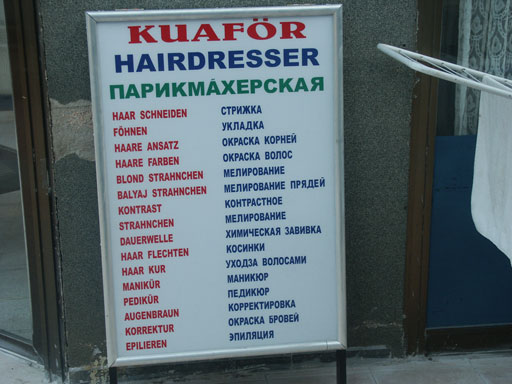 KUAFÖR
HAIRDRESSER
ПАРИКМАХЕРСКАЯ
HAAR SCHNEIDEN
FÖHNEN
HAARE ANSATZ
HAARE FARBEN
BLOND STRAHNCHEN
BALYAJ STRAHNCHEN
KONTRAST
STRAHNCHEN
DAUERWELLE
HAAR FLECHTEN
HAAR KUR
MANIKÜR
PEDIKÜR
AUGENBRAUN
KORREKTUR
EPILIEREN
СТРИЖКА
УКЛАДКА
ОКРАСКА КОРНЕЙ
ОКРАСКА ВОЛОС
МЕЛИРОВАНИЕ
МЕЛИРОВАНИЕ ПРЯДЕЙ
КОНТРАСТНОЕ
МЕЛИРОВАНИЕ
ХИМИЧЕСКАЯ ЗАВИВКА
КОСИНКИ
УХОДЗА ВОЛОСАМИ
МАНИКЮР
ПЕДИКЮР
КОРРЕКТИРОВКА
ОКРАСКА БРОВЕЙ
ЭПИЛЯЦИЯ